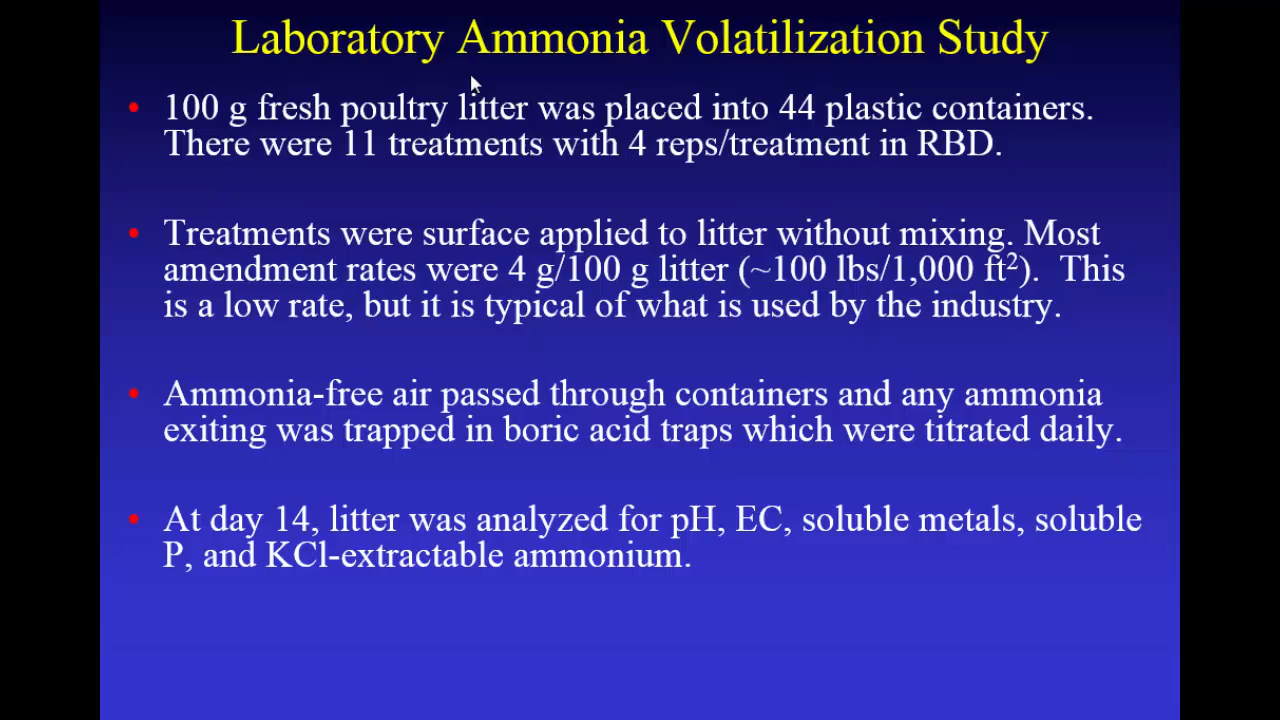 Laboratory Ammonia Volatilization Study
• 100 g fresh poultry litter was placed into 44 plastic containers.
There were 11 treatments with 4 reps/treatment in RBD.
• Treatments were surface applied to litter without mixing. Most
amendment rates were 4 g/100 g litter (~100 lbs/1,000 ft²). This
is a low rate, but it is typical of what is used by the industry.
• Ammonia-free air passed through containers and any ammonia
exiting was trapped in boric acid traps which were titrated daily.
• At day 14, litter was analyzed for pH, EC, soluble metals, soluble
P, and KCl-extractable ammonium.